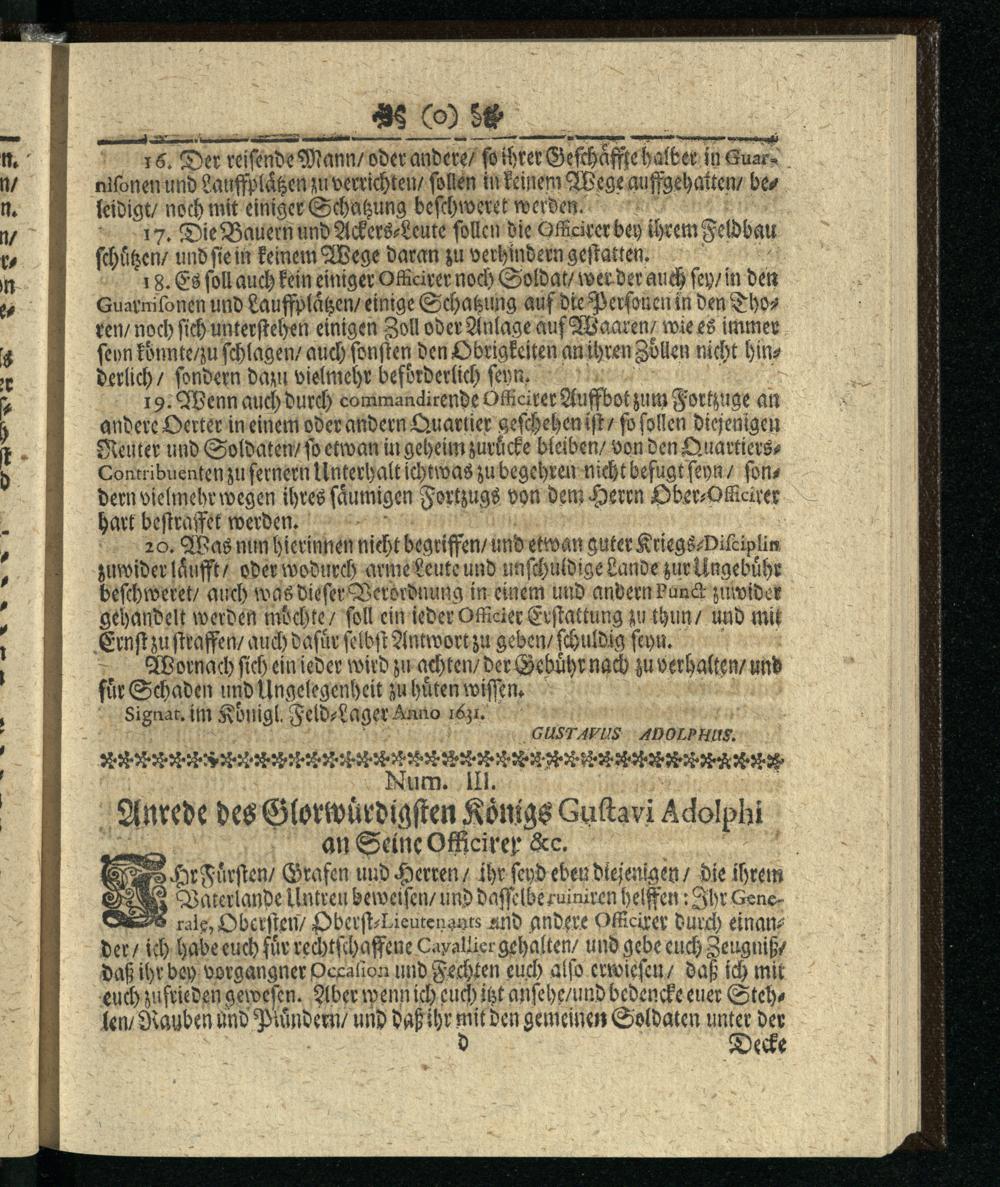 (o)
16. Der reisende Mann/ oder andere/ so ihrer Geschäffte halber in Guar-
nisonen und Lauffplätzen zu verrichten/ sollen in keinem Wege auffgehalten/ be-
leidigt/ noch mit einiger Schatzung beschweret werden.
17. Die Bauern und Ackers-Leute sollen die Officirer bey ihrem Feldbau
schützen/ und sie in keinem Wege daran zu verhindern gestatten.
18. Es soll auch kein einiger Officirer noch Soldat/ wer der auch sey/ in den
Guarnisonen und Lauffplätzen/ einige Schatzung auf die Personen in den Tho-
ren/ noch sich unterstehen einigen Zoll oder Anlage auf Waaren/ wie es immer
seyn könnte/ zu schlagen/ auch sonsten den Obrigkeiten an ihren Zöllen nicht hin-
derlich/ sondern dazu vielmehr beförderlich seyn.
19. Wenn auch durch commandirende Officirer Auffbot zum Fortzuge an
andere Oerter in einem oder andern Quartier geschehen ist/ so sollen diejenigen
Reuter und Soldaten/ so etwan in geheim zurücke bleiben/ von den Quartiers-
Contribuenten zu fernern Unterhalt ichtwas zu begehren nicht befugt seyn/ son-
dern vielmehr wegen ihres säumigen Fortzugs von dem Herrn Ober-Officirer
hart bestraffet werden.
20. Was nun hierinnen nicht begriffen/ und etwan guter Kriegs-Disciplin
zuwider läufft/ oder wodurch arme Leute und unschuldige Lande zur Ungebühr
beschweret/ auch was dieser Verordnung in einem und andern Punct zuwider
gehandelt werden möchte/ soll ein ieder Officier Erstattung zu thun/ und mit
Ernst zu straffen/ auch dafür selbst Antwort zu geben/ schuldig seyn.
Wornach sich ein ieder wird zu achten/ der Gebühr nach zu verhalten/ und
für Schaden und Ungelegenheit zu hüten wissen.
Signat. im Königl. Feld-Lager Anno 1631.
GUSTAVUS ADOLPHUS.
Num. III.
Anrede des Glorwürdigsten Königs Gustavi Adolphi
an Seine Officirer &c.
IHr Fürsten/ Grafen und Herren/ ihr seyd eben diejenigen/ die ihrem
Vaterlande Untreu beweisen/ und dasselbe ruiniren helffen: Ihr Gene-
rale, Obersten/ Oberst-Lieutenants und andere Officirer durch einan-
der/ ich habe euch für rechtschaffene Cavallier gehalten/ und gebe euch Zeugniß/
daß ihr bey vorgangner Occasion und Fechten euch also erwiesen/ daß ich mit
euch zufrieden gewesen. Aber wenn ich euch itzt ansehe/ und bedencke euer Steh-
len/ Rauben und Plündern/ und daß ihr mit den gemeinen Soldaten unter der
d
Decke